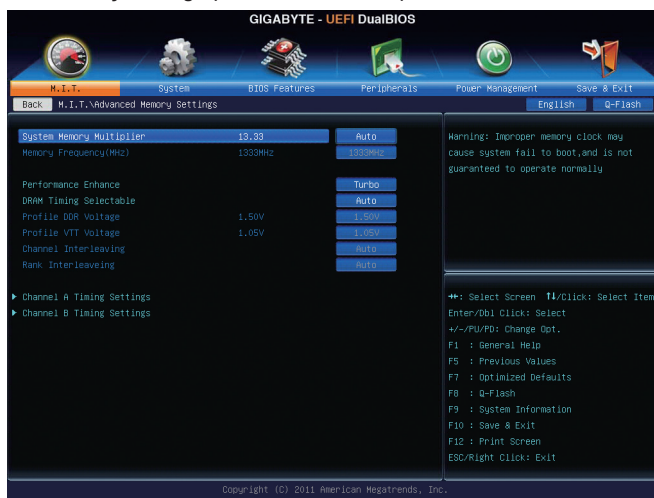 GIGABYTE - UEFI DualBIOS
M.I.T. System BIOS Features Peripherals Power Management Save & Exit
Back M.I.T.\Advanced Memory Settings English Q-Flash
System Memory Multiplier 13.33 Auto
Memory Frequency(MHz) 1333MHz 1333MHz
Performance Enhance Turbo
DRAM Timing Selectable Auto
Profile DDR Voltage 1.50V 1.50V
Profile VTT Voltage 1.05V 1.05V
Channel Interleaving Auto
Rank Interleaveing Auto
Channel A Timing Settings
Channel B Timing Settings
Warning: Improper memory clock may
cause system fail to boot,and is not
guaranteed to operate normally
→←: Select Screen ↑↓/Click: Select Item
Enter/Dbl Click: Select
+/-/PU/PD: Change Opt.
F1 : General Help
F5 : Previous Values
F7 : Optimized Defaults
F8 : Q-Flash
F9 : System Information
F10 : Save & Exit
F12 : Print Screen
ESC/Right Click: Exit
Copyright (C) 2011 American Megatrends, Inc.